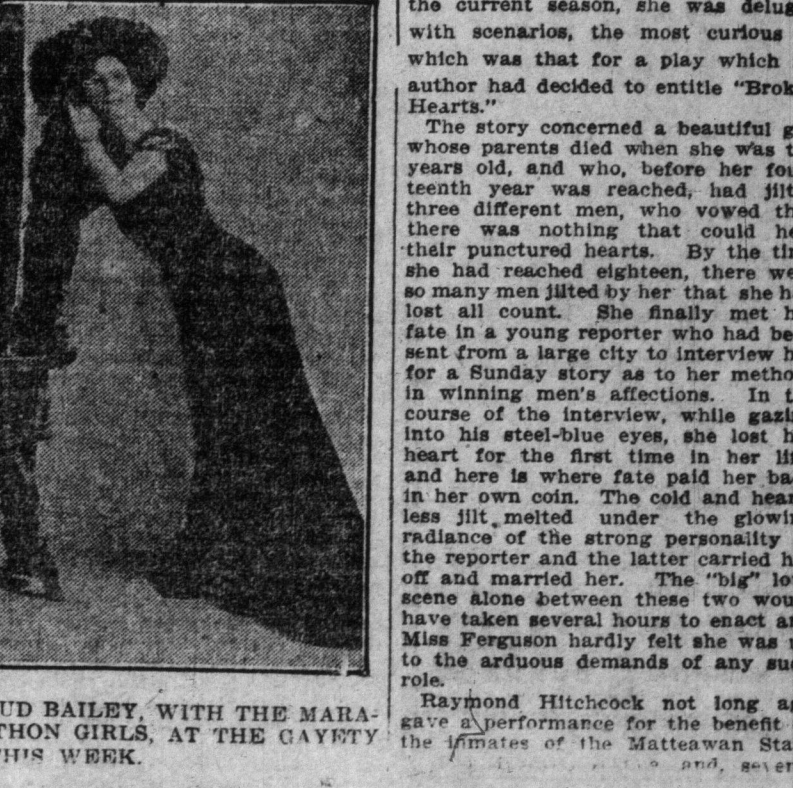 UD BAILEY, WITH THE MARA-
THON GIRLS, AT THE GAYETY
THIS WEEK.
the current season, she was delug
with scenarios, the most curious
which was that for a play which
author had decided to entitle "Brok
Hearts."
The story concerned a beautiful g
whose parents died when she was t
years old, and who, before her fou
teenth year was reached, had jilt
three different men, who vowed th
there was nothing that could he
their punctured hearts. By the tim
she had reached eighteen, there we
so many men jilted by her that she h
lost all count. She finally met h
fate in a young reporter who had be
sent from a large city to interview h
for a Sunday story as to her metho
in winning men's affections. In t
course of the interview, while gazi
into his steel-blue eyes, she lost h
heart for the first time in her li
and here is where fate paid her ba
in her own coin. The cold and hear
less jilt melted under the glowi
radiance of the strong personality
the reporter and the latter carried h
off and married her. The "big" lo
scene alone between these two wou
have taken several hours to enact a
Miss Ferguson hardly felt she was
to the arduous demands of any su
role.
Raymond Hitchcock not long ag
gave a performance for the benefit
the inmates of the Matteawan Sta
and, seve